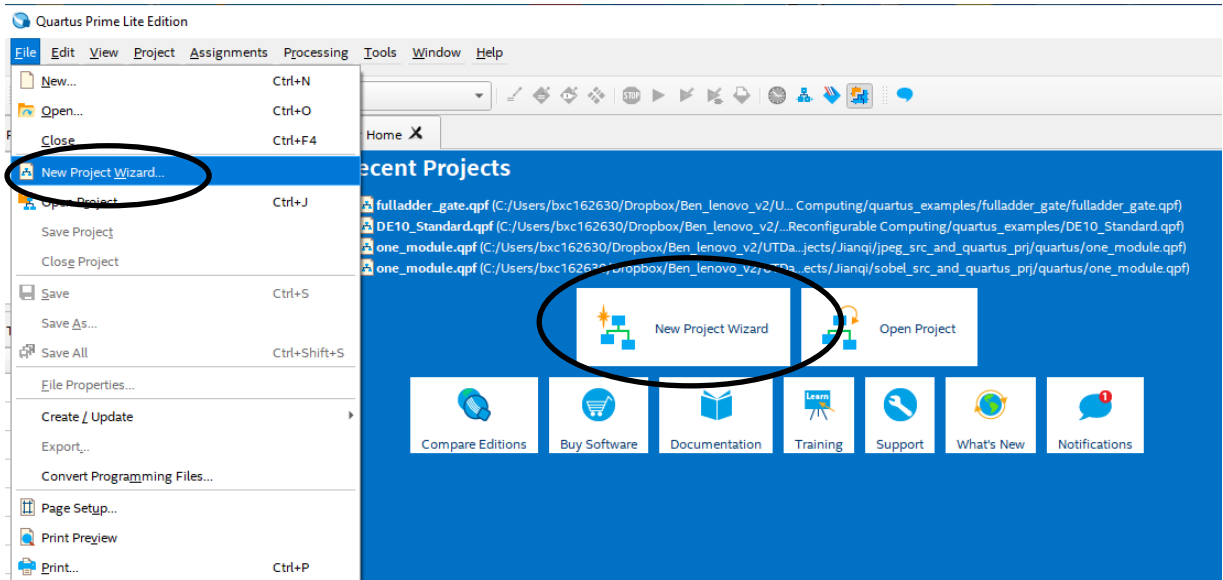 Quartus Prime Lite Edition
File Edit View Project Assignments Processing Tools Window Help
New... Ctrl+N
Open... Ctrl+O
Close Ctrl+F4
New Project Wizard...
Open Project... Ctrl+J
Save Project
Close Project
Save Ctrl+S
Save As...
Save All Ctrl+Shift+S
File Properties...
Create / Update
Export...
Convert Programming Files...
Page Setup...
Print Preview
Print... Ctrl+P
STOP
Home
ecent Projects
fulladder_gate.qpf (C:/Users/bxc162630/Dropbox/Ben_lenovo_v2/U... Computing/quartus_examples/fulladder_gate/fulladder_gate.qpf)
DE10_Standard.qpf (C:/Users/bxc162630/Dropbox/Ben_lenovo_v2/...Reconfigurable Computing/quartus_examples/DE10_Standard.qpf)
one_module.qpf (C:/Users/bxc162630/Dropbox/Ben_lenovo_v2/UTDa...jects/Jianqi/jpeg_src_and_quartus_prj/quartus/one_module.qpf)
one_module.qpf (C:/Users/bxc162630/Dropbox/Ben_lenovo_v2/UTDa...ects/Jianqi/sobel_src_and_quartus_prj/quartus/one_module.qpf)
New Project Wizard
Open Project
Learn
1
Compare Editions
Buy Software
Documentation
Training
Support
What's New
Notifications